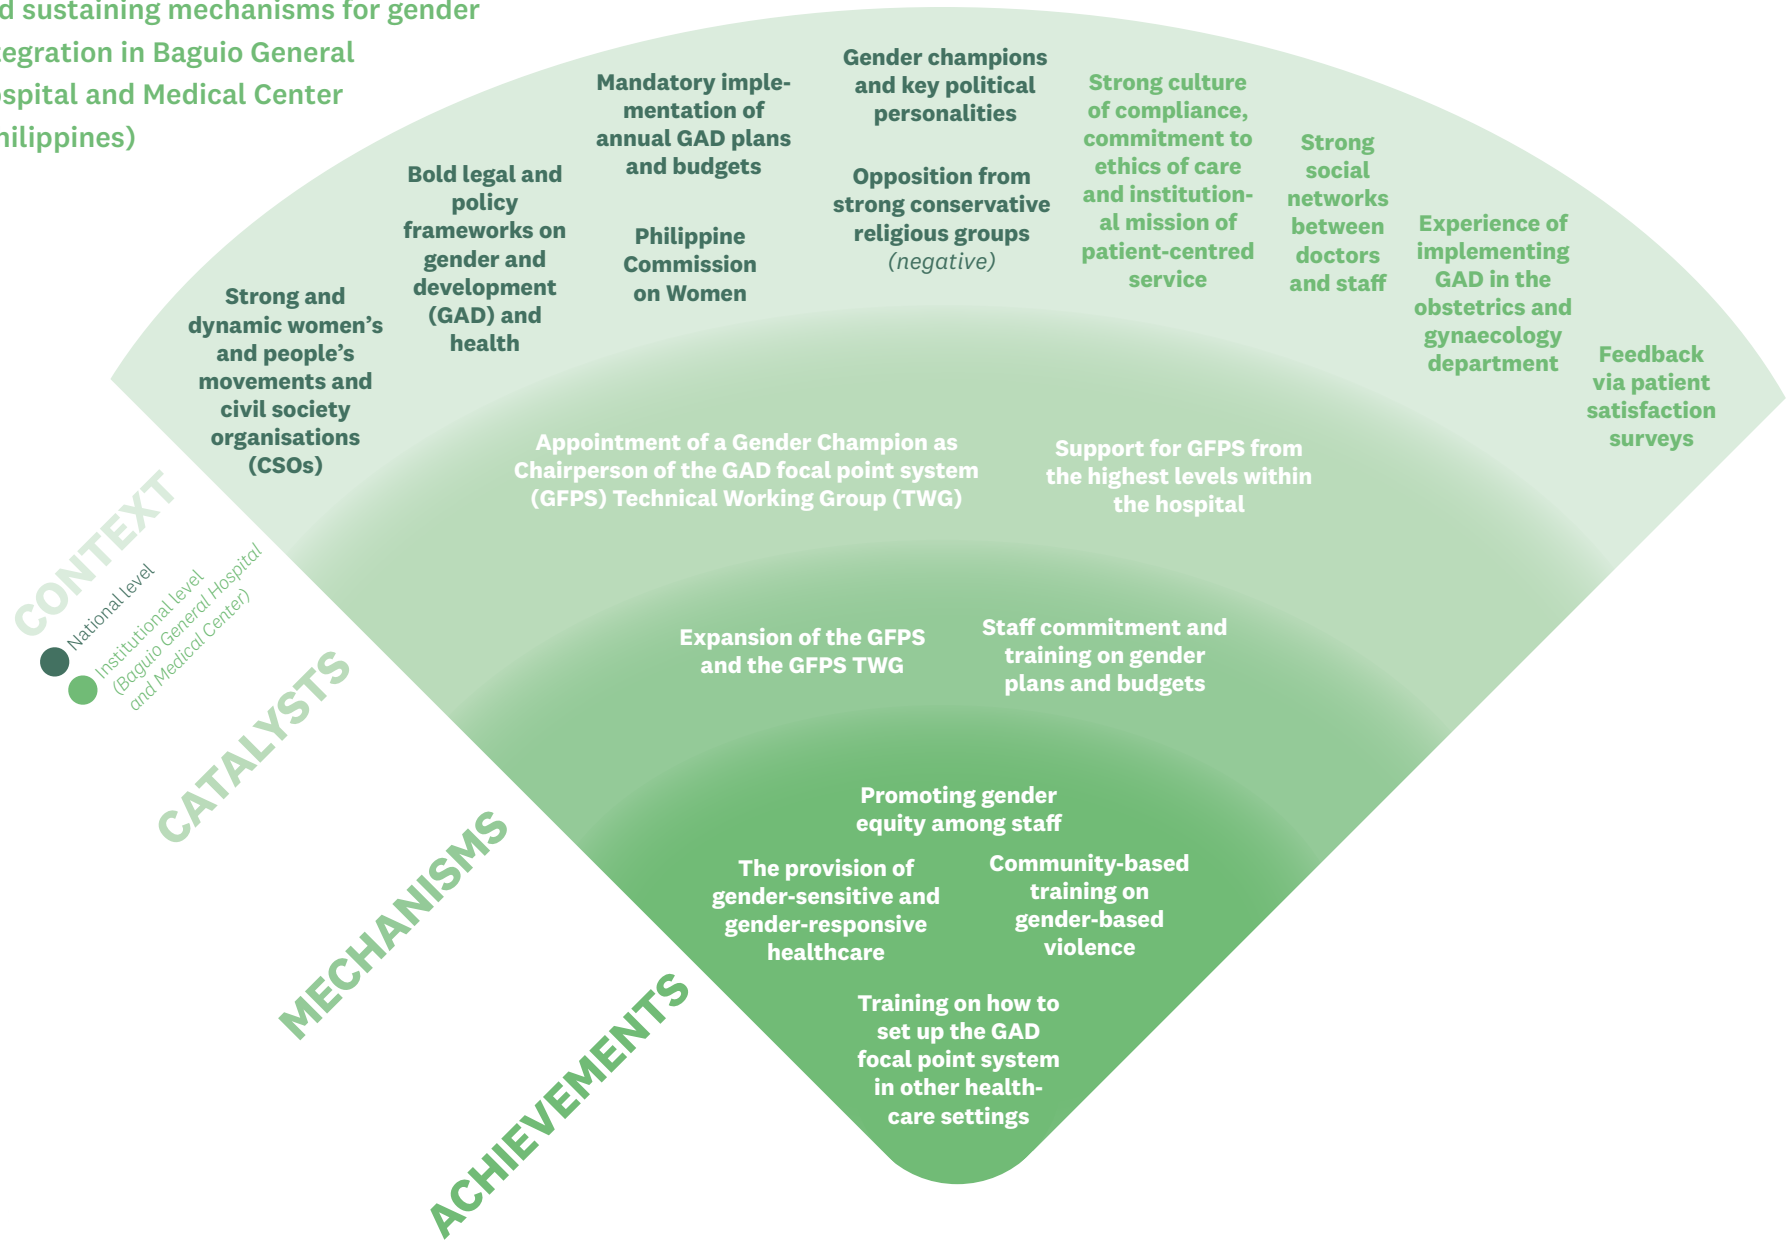 d sustaining mechanisms for gender
tegration in Baguio General
spital and Medical Center
hilippines)
Strong and
dynamic women's
and people's
movements and
civil society
organisations
(CSOs)
Bold legal and
policy
frameworks on
gender and
development
(GAD) and
health
Mandatory imple-
mentation of
annual GAD plans
and budgets
Philippine
Commission
on Women
Gender champions
and key political
personalities
Opposition from
strong conservative
religious groups
(negative)
Strong culture
of compliance,
commitment to
ethics of care
and institution-
al mission of
patient-centred
service
Strong
social
networks
between
doctors
and staff
Experience of
implementing
GAD in the
obstetrics and
gynaecology
department
Feedback
via patient
satisfaction
surveys
CONTEXT
National level
Institutional level
(Baguio General Hospital
and Medical Center)
Appointment of a Gender Champion as
Chairperson of the GAD focal point system
(GFPS) Technical Working Group (TWG)
Support for GFPS from
the highest levels within
the hospital
CATALYSTS
Expansion of the GFPS
and the GFPS TWG
Staff commitment and
training on gender
plans and budgets
MECHANISMS
Promoting gender
equity among staff
The provision of
gender-sensitive and
gender-responsive
healthcare
Community-based
training on
gender-based
violence
Training on how to
set up the GAD
focal point system
in other health-
care settings
ACHIEVEMENTS